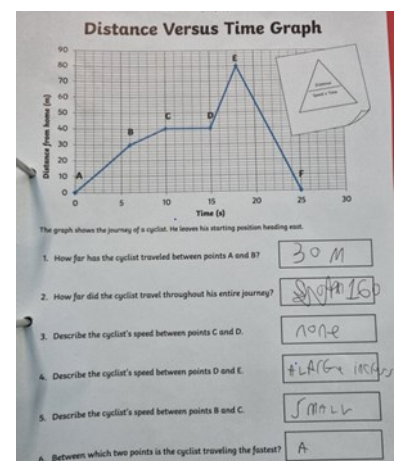 Distance Versus Time Graph
90
80
70
60
50
40
30
20
10
0
Distance from home (m)
A
B
C
D
E
F
0 5 10 15 20 25 30
Time (s)
Distance
Speed x Time
The graph shows the journey of a cyclist. He leaves his starting position heading east.
1. How far has the cyclist traveled between points A and B?
30 M
2. How far did the cyclist travel throughout his entire journey?
160
3. Describe the cyclist's speed between points C and D.
none
4. Describe the cyclist's speed between points D and E.
LARGe
5. Describe the cyclist's speed between points B and C.
SMALL
6. Between which two points is the cyclist traveling the fastest?
A